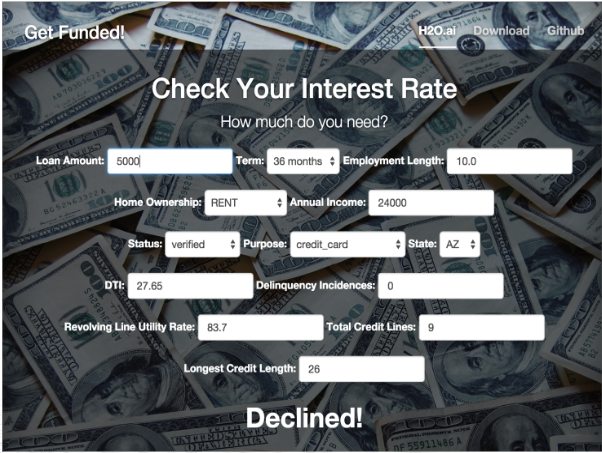 Get Funded! H2O.ai Download Github
Check Your Interest Rate
How much do you need?
Loan Amount: 5000 Term: 36 months Employment Length: 10.0
Home Ownership: RENT Annual Income: 24000
Status: verified Purpose: credit_card State: AZ
DTI: 27.65 Delinquency Incidences: 0
Revolving Line Utility Rate: 83.7 Total Credit Lines: 9
Longest Credit Length: 26
Declined!